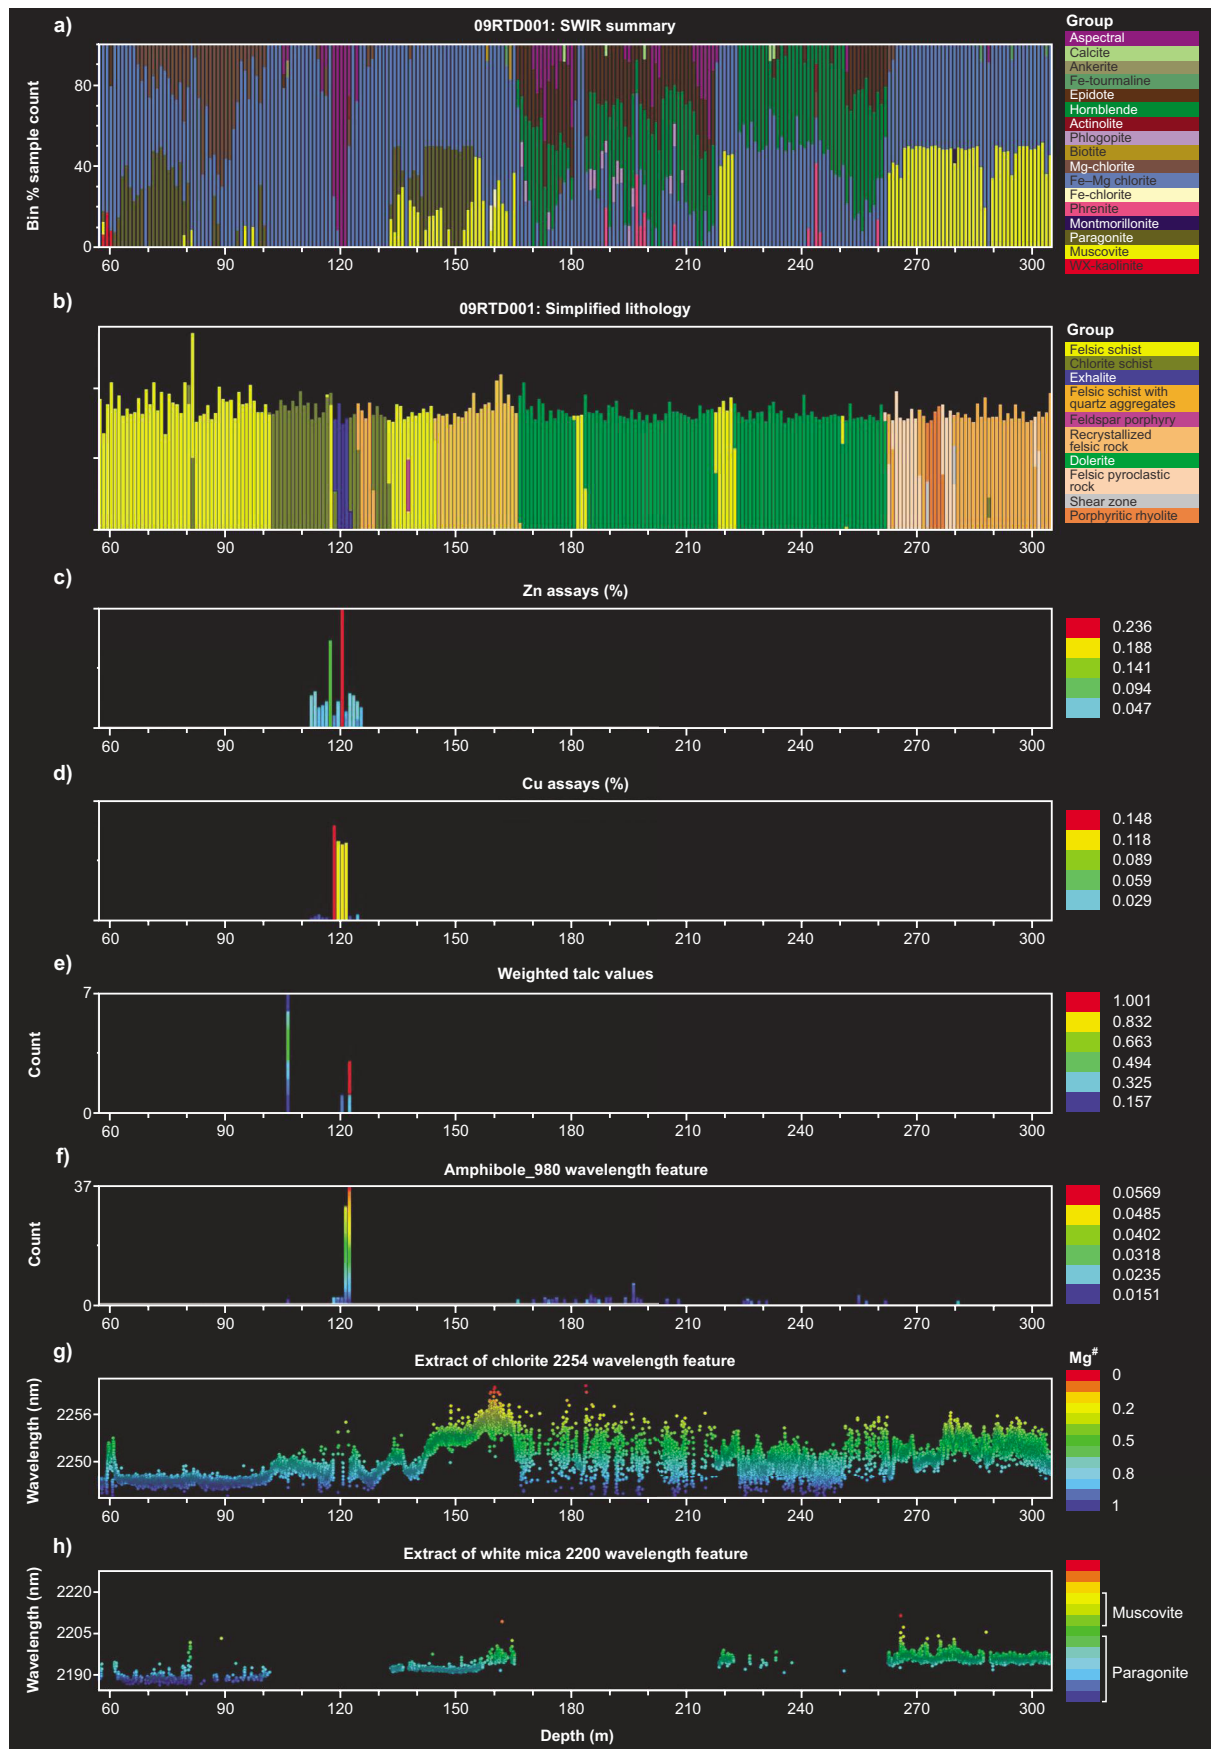 a)
09RTD001: SWIR summary
Bin % sample count
80
40
0
60 90 120 150 180 210 240 270 300
Group
Aspectral
Calcite
Ankerite
Fe-tourmaline
Epidote
Hornblende
Actinolite
Phlogopite
Biotite
Mg-chlorite
Fe–Mg chlorite
Fe-chlorite
Phrenite
Montmorillonite
Paragonite
Muscovite
WX-kaolinite
b)
09RTD001: Simplified lithology
60 90 120 150 180 210 240 270 300
Group
Felsic schist
Chlorite schist
Exhalite
Felsic schist with
quartz aggregates
Feldspar porphyry
Recrystallized
felsic rock
Dolerite
Felsic pyroclastic
rock
Shear zone
Porphyritic rhyolite
c)
Zn assays (%)
60 90 120 150 180 210 240 270 300
0.236
0.188
0.141
0.094
0.047
d)
Cu assays (%)
60 90 120 150 180 210 240 270 300
0.148
0.118
0.089
0.059
0.029
e)
Weighted talc values
Count
7
0
60 90 120 150 180 210 240 270 300
1.001
0.832
0.663
0.494
0.325
0.157
f)
Amphibole_980 wavelength feature
Count
37
0
60 90 120 150 180 210 240 270 300
0.0569
0.0485
0.0402
0.0318
0.0235
0.0151
g)
Extract of chlorite 2254 wavelength feature
Wavelength (nm)
2256
2250
60 90 120 150 180 210 240 270 300
Mg#
0
0.2
0.5
0.8
1
h)
Extract of white mica 2200 wavelength feature
Wavelength (nm)
2220
2205
2190
60 90 120 150 180 210 240 270 300
Depth (m)
Muscovite
Paragonite